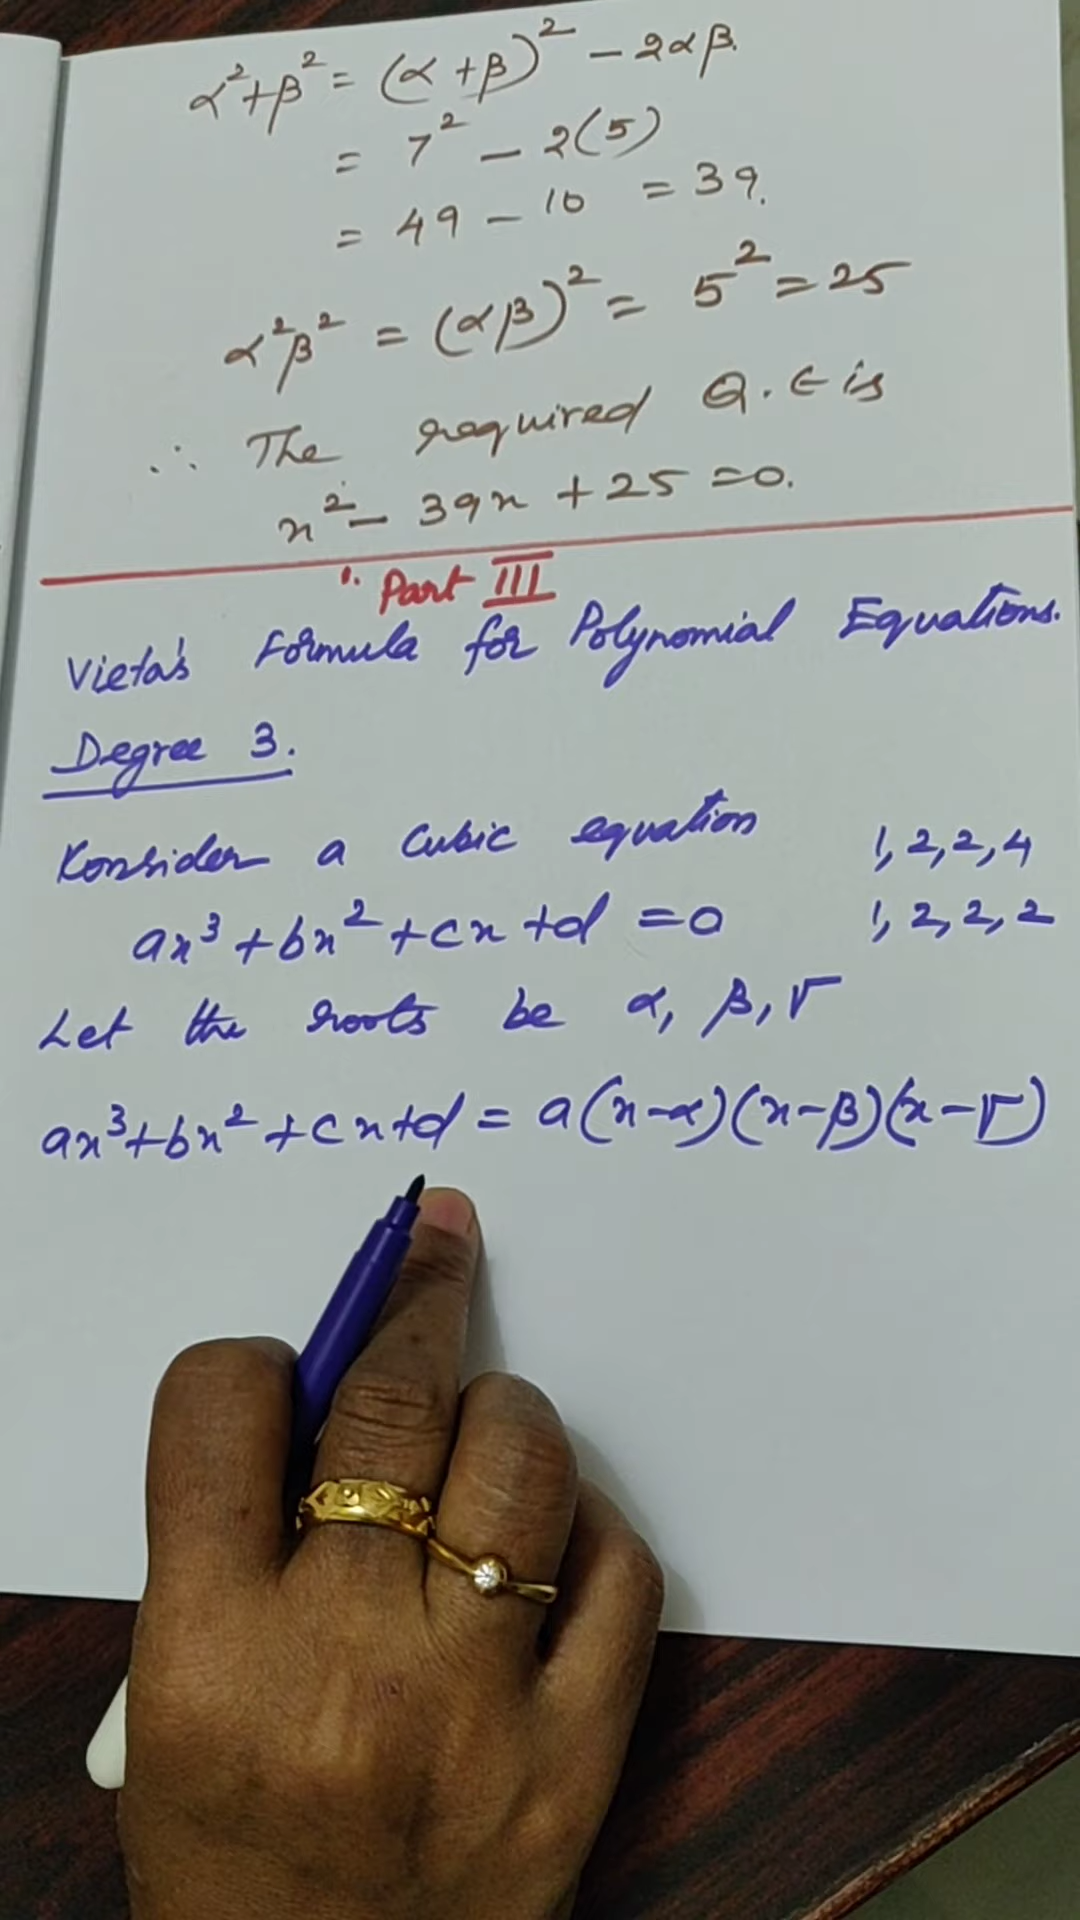 α²+β² = (α+β)² − 2αβ.
= 7² − 2(5)
= 49 − 10 = 39.
α²β² = (αβ)² = 5² = 25
∴ The required Q.E is
x² − 39x + 25 = 0.
1. Part III
Vieta's Formula for Polynomial Equations.
Degree 3.
Konsider a Cubic equation
1, 2, 2, 4
ax³ + bx² + cx + d = 0
1, 2, 2, 2
Let the roots be α, β, γ
ax³+bx²+cx+d = a(x−α)(x−β)(x−γ)